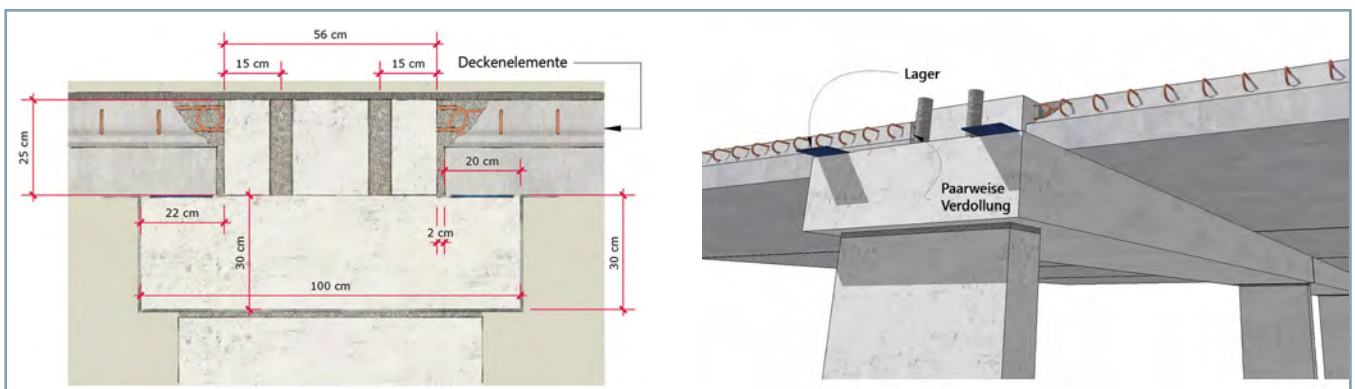 56 cm
15 cm
15 cm
Deckenelemente
25 cm
20 cm
22 cm
30 cm
2 cm
30 cm
100 cm
Lager
Paarweise
Verdollung